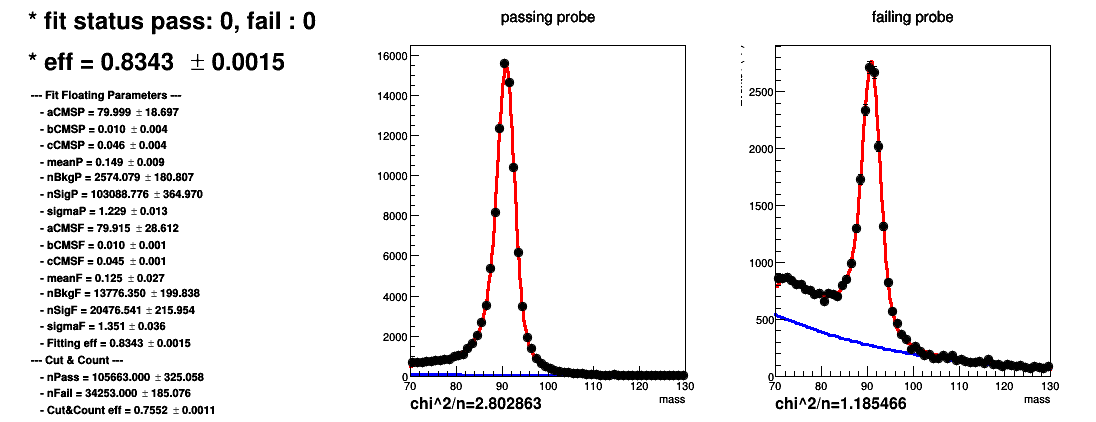 * fit status pass: 0, fail : 0
* eff = 0.8343 ± 0.0015
--- Fit Floating Parameters ---
- aCMSP = 79.999 ± 18.697
- bCMSP = 0.010 ± 0.004
- cCMSP = 0.046 ± 0.004
- meanP = 0.149 ± 0.009
- nBkgP = 2574.079 ± 180.807
- nSigP = 103088.776 ± 364.970
- sigmaP = 1.229 ± 0.013
- aCMSF = 79.915 ± 28.612
- bCMSF = 0.010 ± 0.001
- cCMSF = 0.045 ± 0.001
- meanF = 0.125 ± 0.027
- nBkgF = 13776.350 ± 199.838
- nSigF = 20476.541 ± 215.954
- sigmaF = 1.351 ± 0.036
- Fitting eff = 0.8343 ± 0.0015
--- Cut & Count ---
- nPass = 105663.000 ± 325.058
- nFail = 34253.000 ± 185.076
- Cut&Count eff = 0.7552 ± 0.0011
passing probe
16000
14000
12000
10000
8000
6000
4000
2000
0
70 80 90 100 110 120 130
mass
chi^2/n=2.802863
failing probe
2500
2000
1500
1000
500
0
70 80 90 100 110 120 130
mass
chi^2/n=1.185466